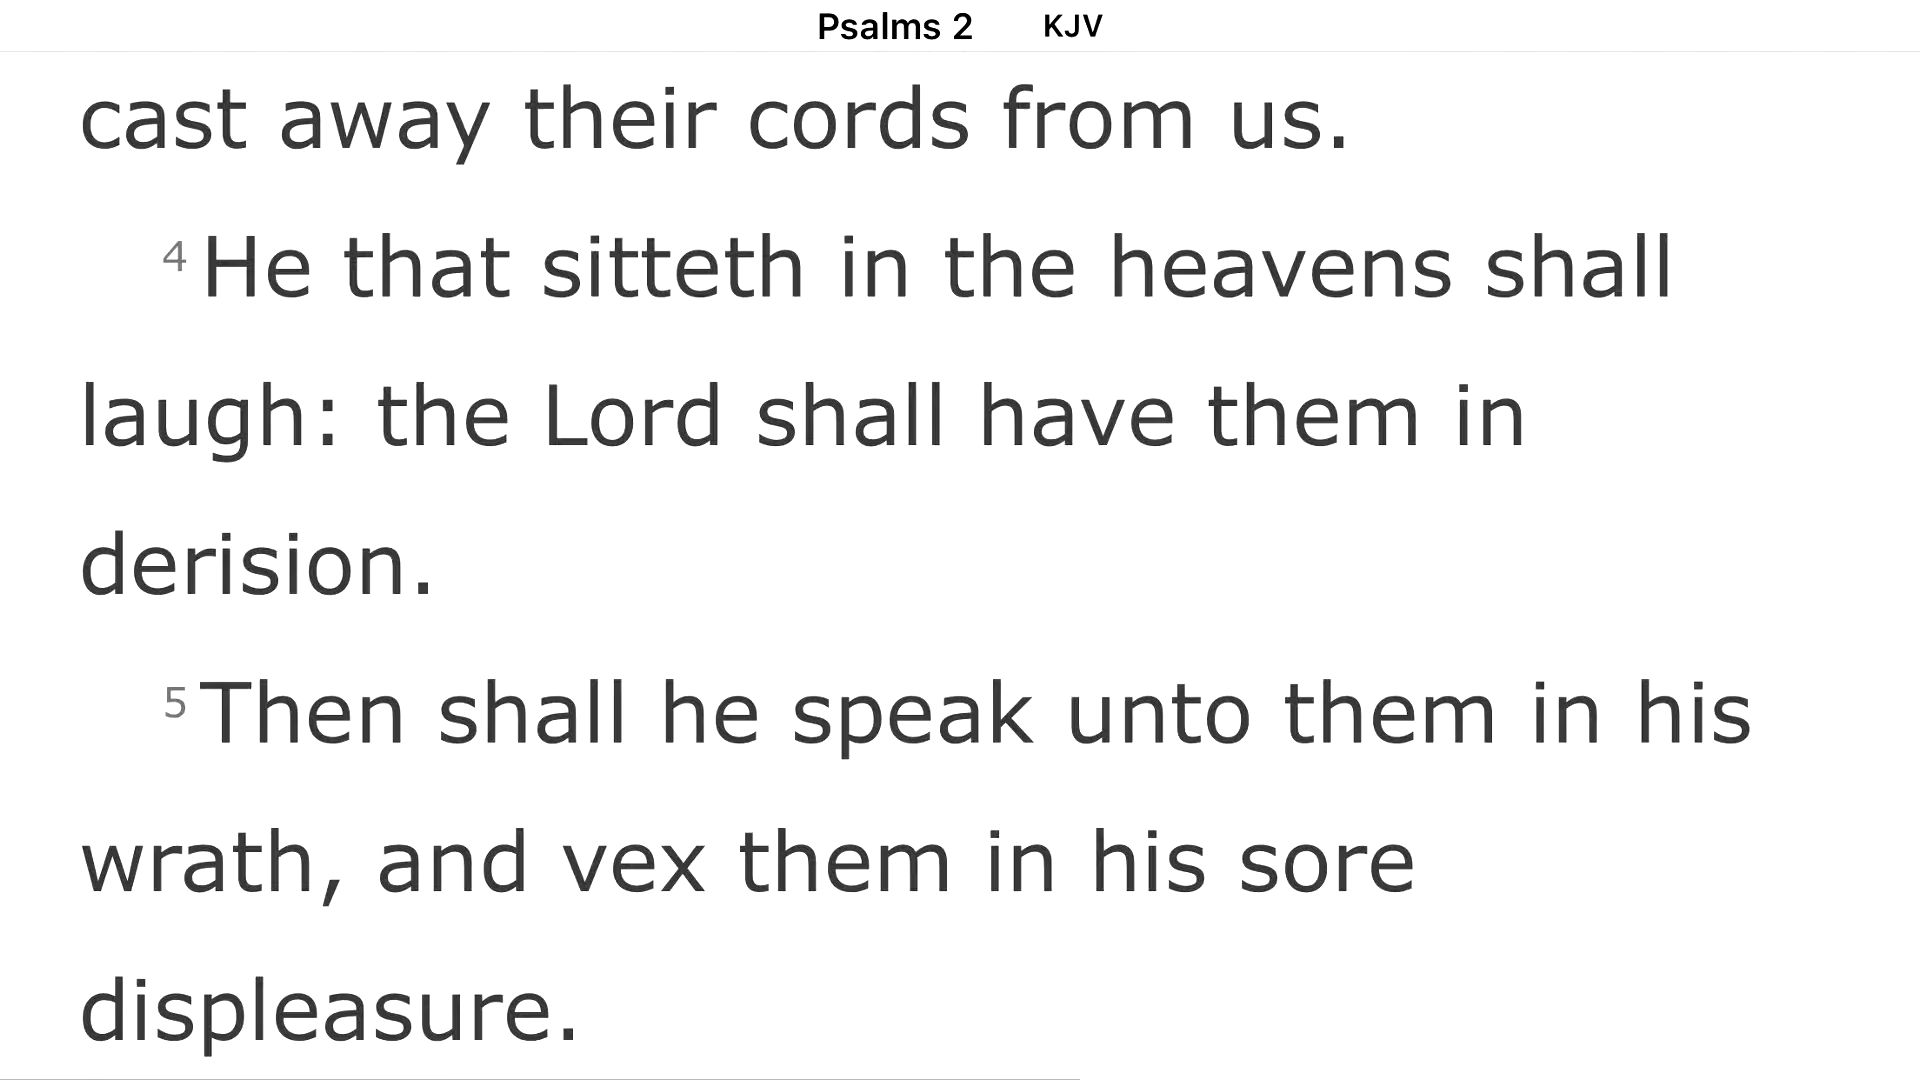 Psalms 2 KJV
cast away their cords from us.
4 He that sitteth in the heavens shall
laugh: the Lord shall have them in
derision.
5 Then shall he speak unto them in his
wrath, and vex them in his sore
displeasure.